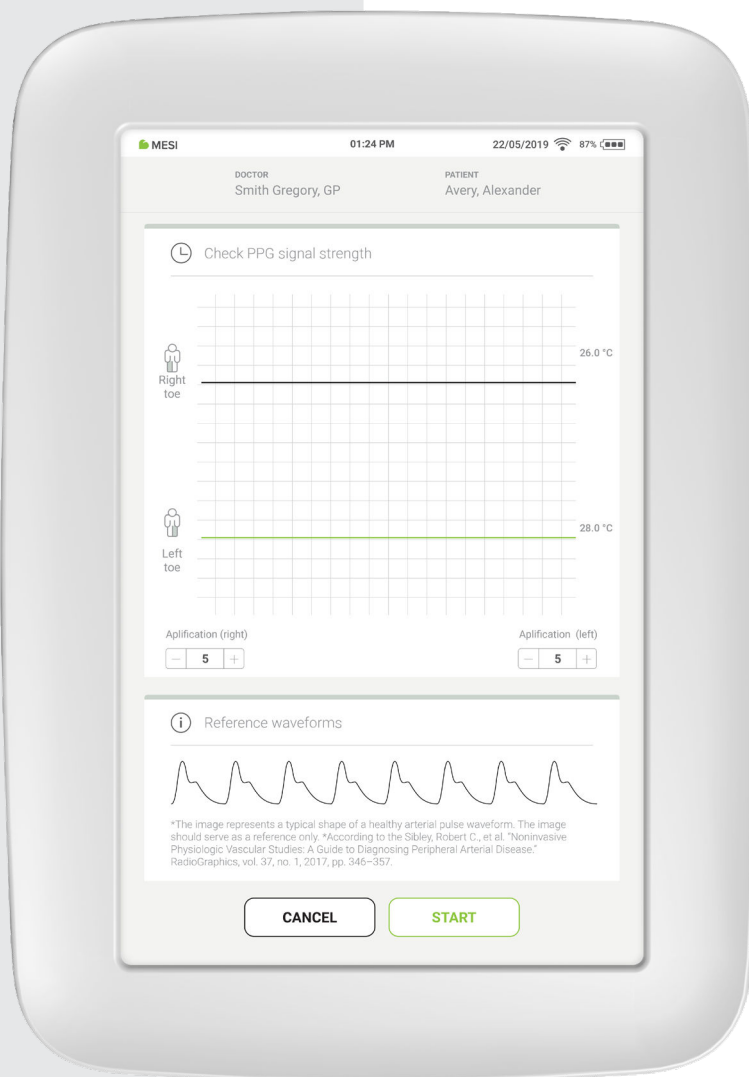 MESI 01:24 PM 22/05/2019 87%
DOCTOR PATIENT
Smith Gregory, GP Avery, Alexander
Check PPG signal strength
26.0 °C
Right
toe
28.0 °C
Left
toe
Aplification (right) Aplification (left)
− 5 + − 5 +
Reference waveforms
*The image represents a typical shape of a healthy arterial pulse waveform. The image
should serve as a reference only. *According to the Sibley, Robert C., et al. “Noninvasive
Physiologic Vascular Studies: A Guide to Diagnosing Peripheral Arterial Disease.”
RadioGraphics, vol. 37, no. 1, 2017, pp. 346–357.
CANCEL START